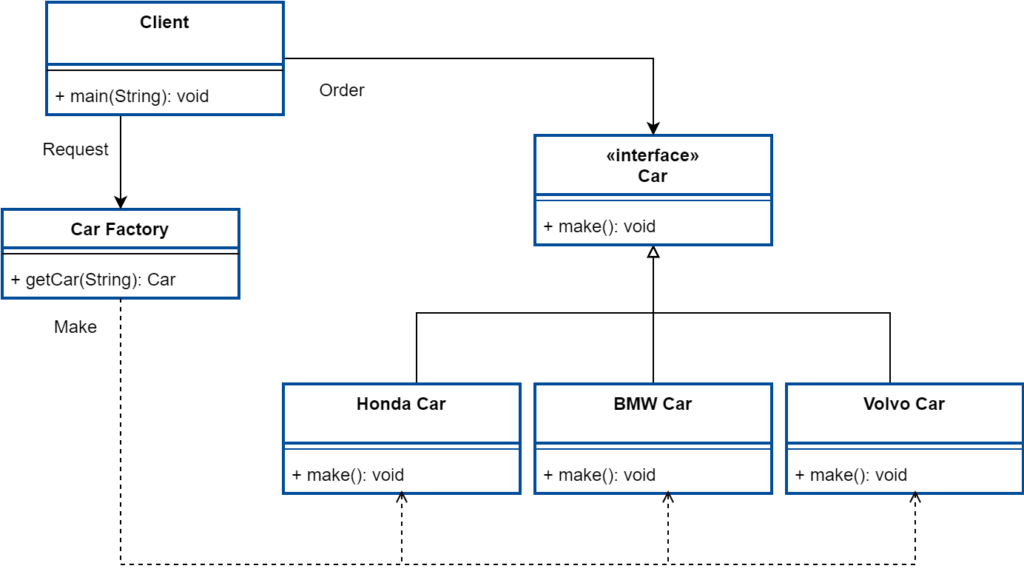 Client
+ main(String): void
Order
Request
«interface»
Car
+ make(): void
Car Factory
+ getCar(String): Car
Make
Honda Car
+ make(): void
BMW Car
+ make(): void
Volvo Car
+ make(): void